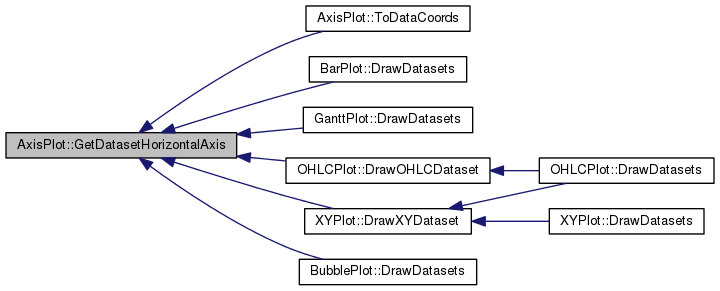 AxisPlot::ToDataCoords
BarPlot::DrawDatasets
GanttPlot::DrawDatasets
AxisPlot::GetDatasetHorizontalAxis
OHLCPlot::DrawOHLCDataset
OHLCPlot::DrawDatasets
XYPlot::DrawXYDataset
XYPlot::DrawDatasets
BubblePlot::DrawDatasets